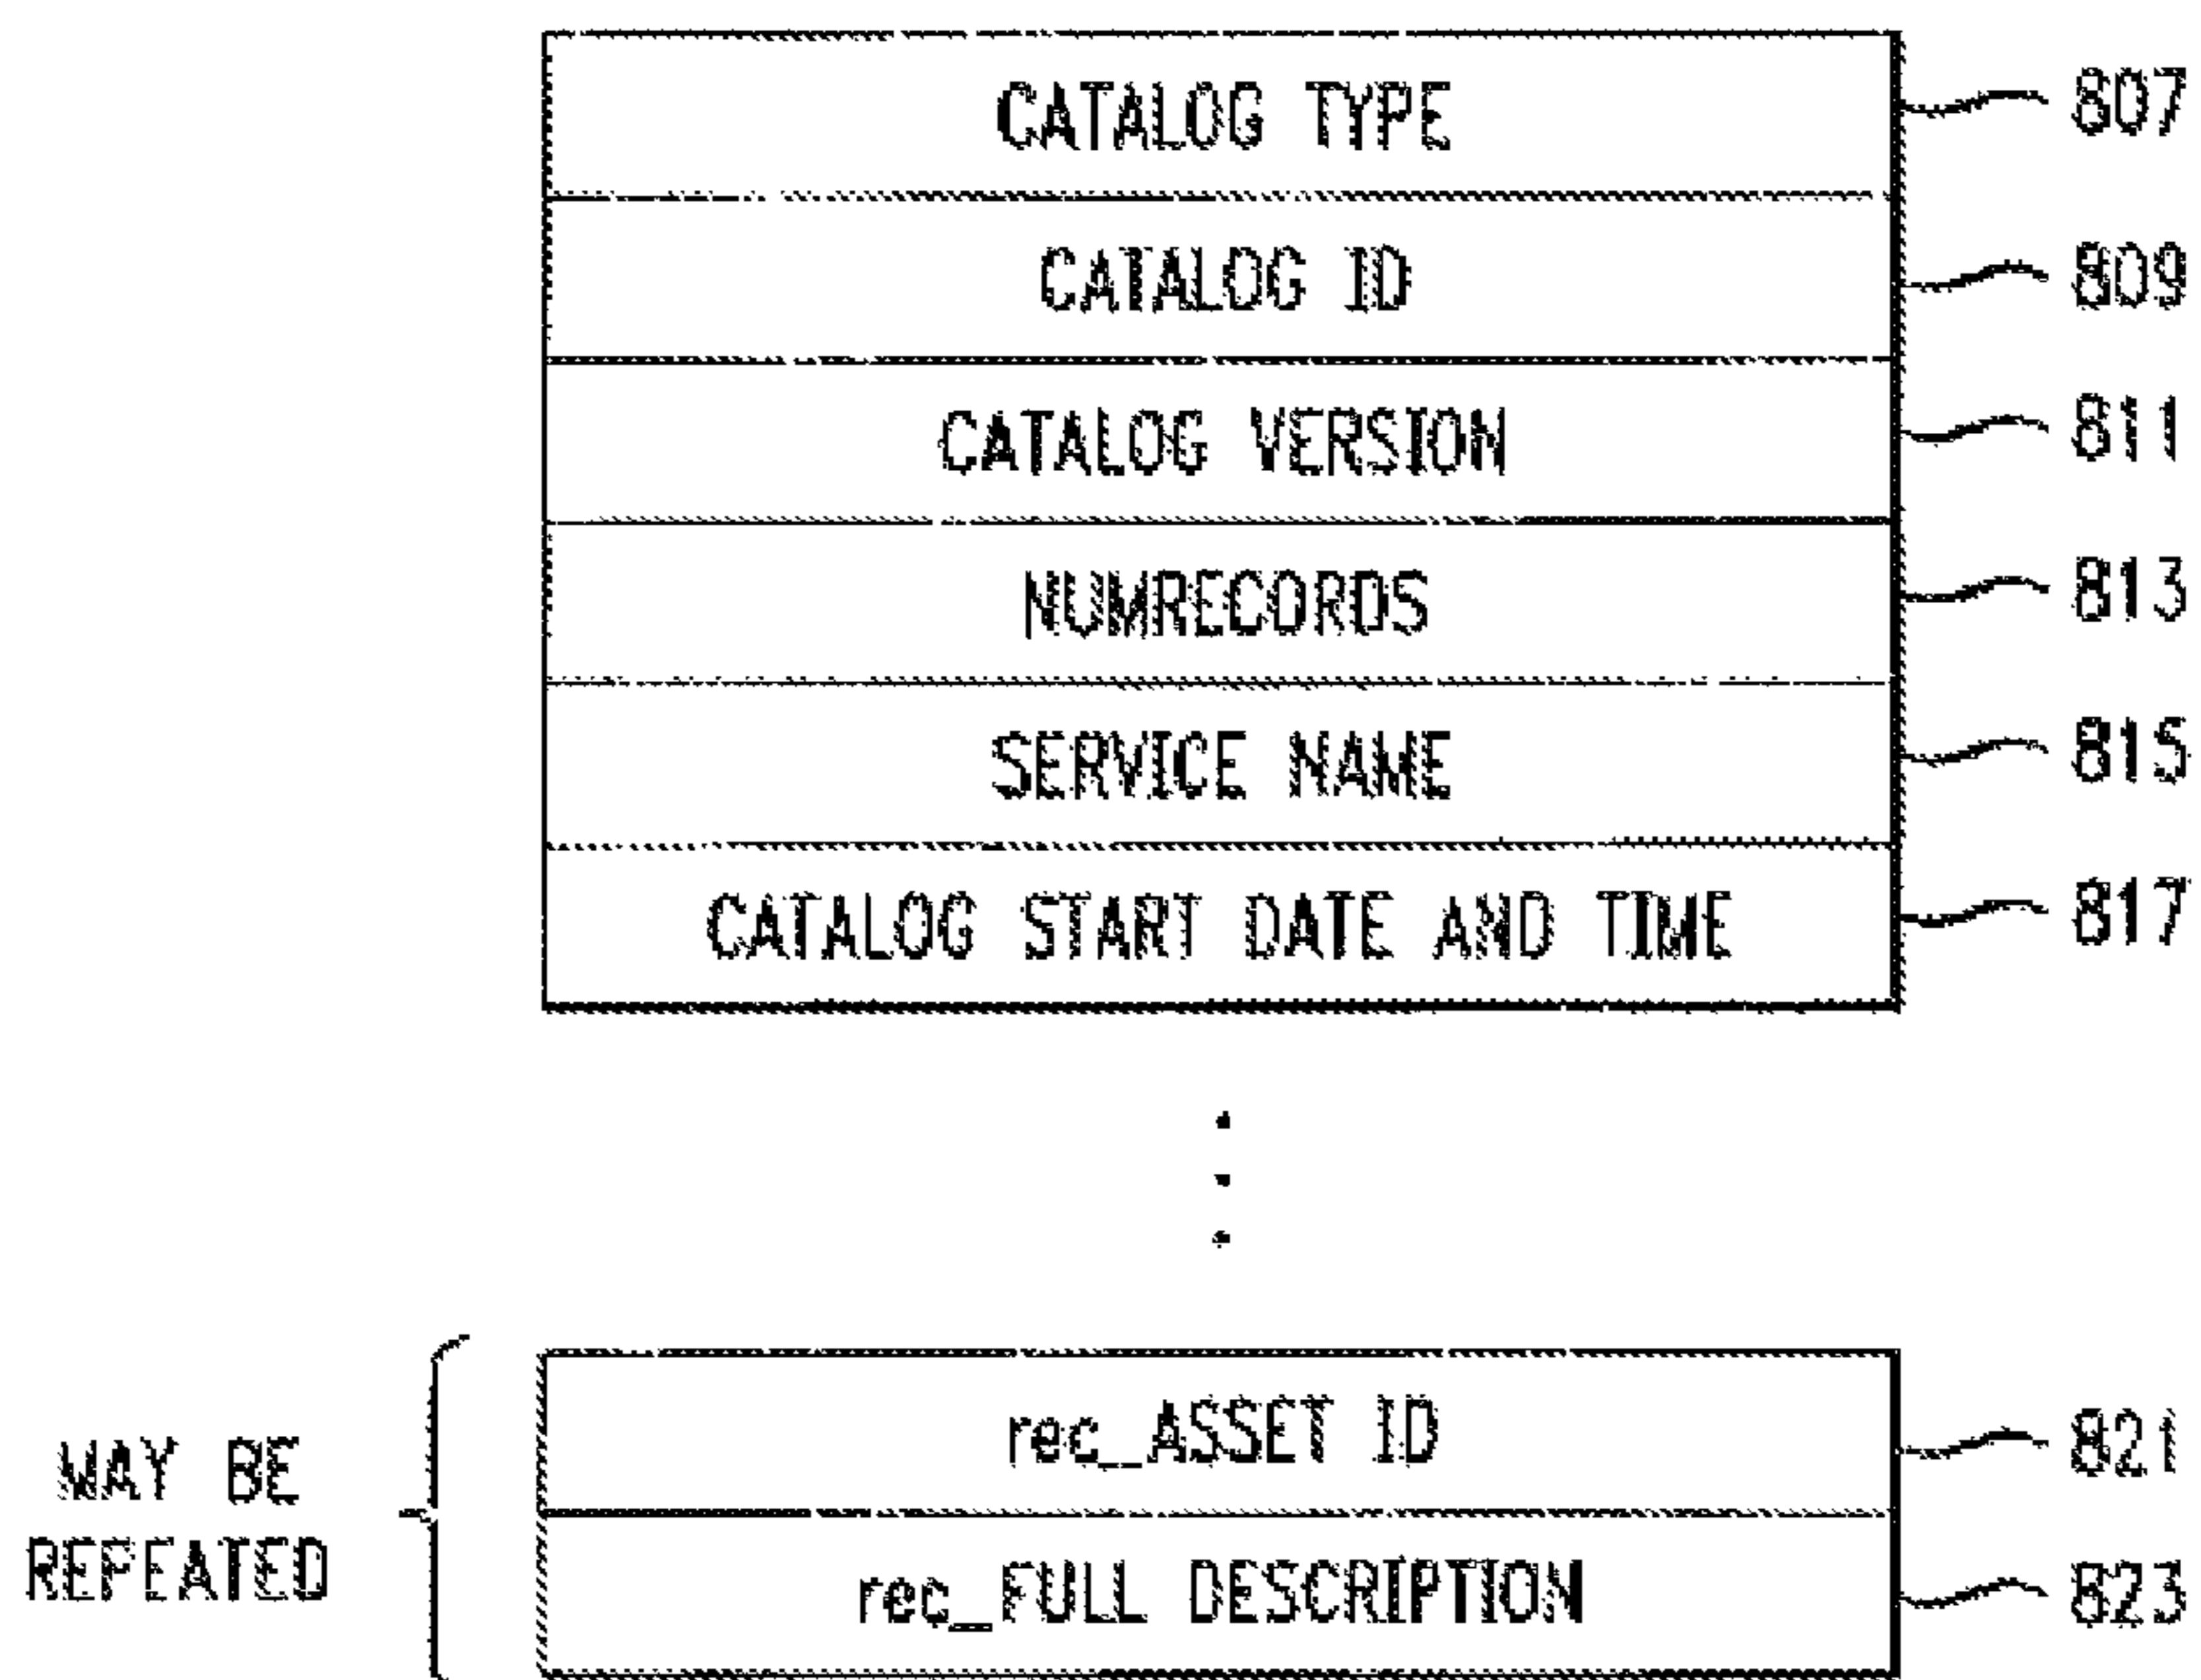 CATALOG TYPE 807
CATALOG ID 809
CATALOG VERSION 811
NUMRECORDS 813
SERVICE NAME 815
CATALOG START DATE AND TIME 817
rec_ASSET ID 821
MAY BE
REPEATED
rec_FULL DESCRIPTION 823